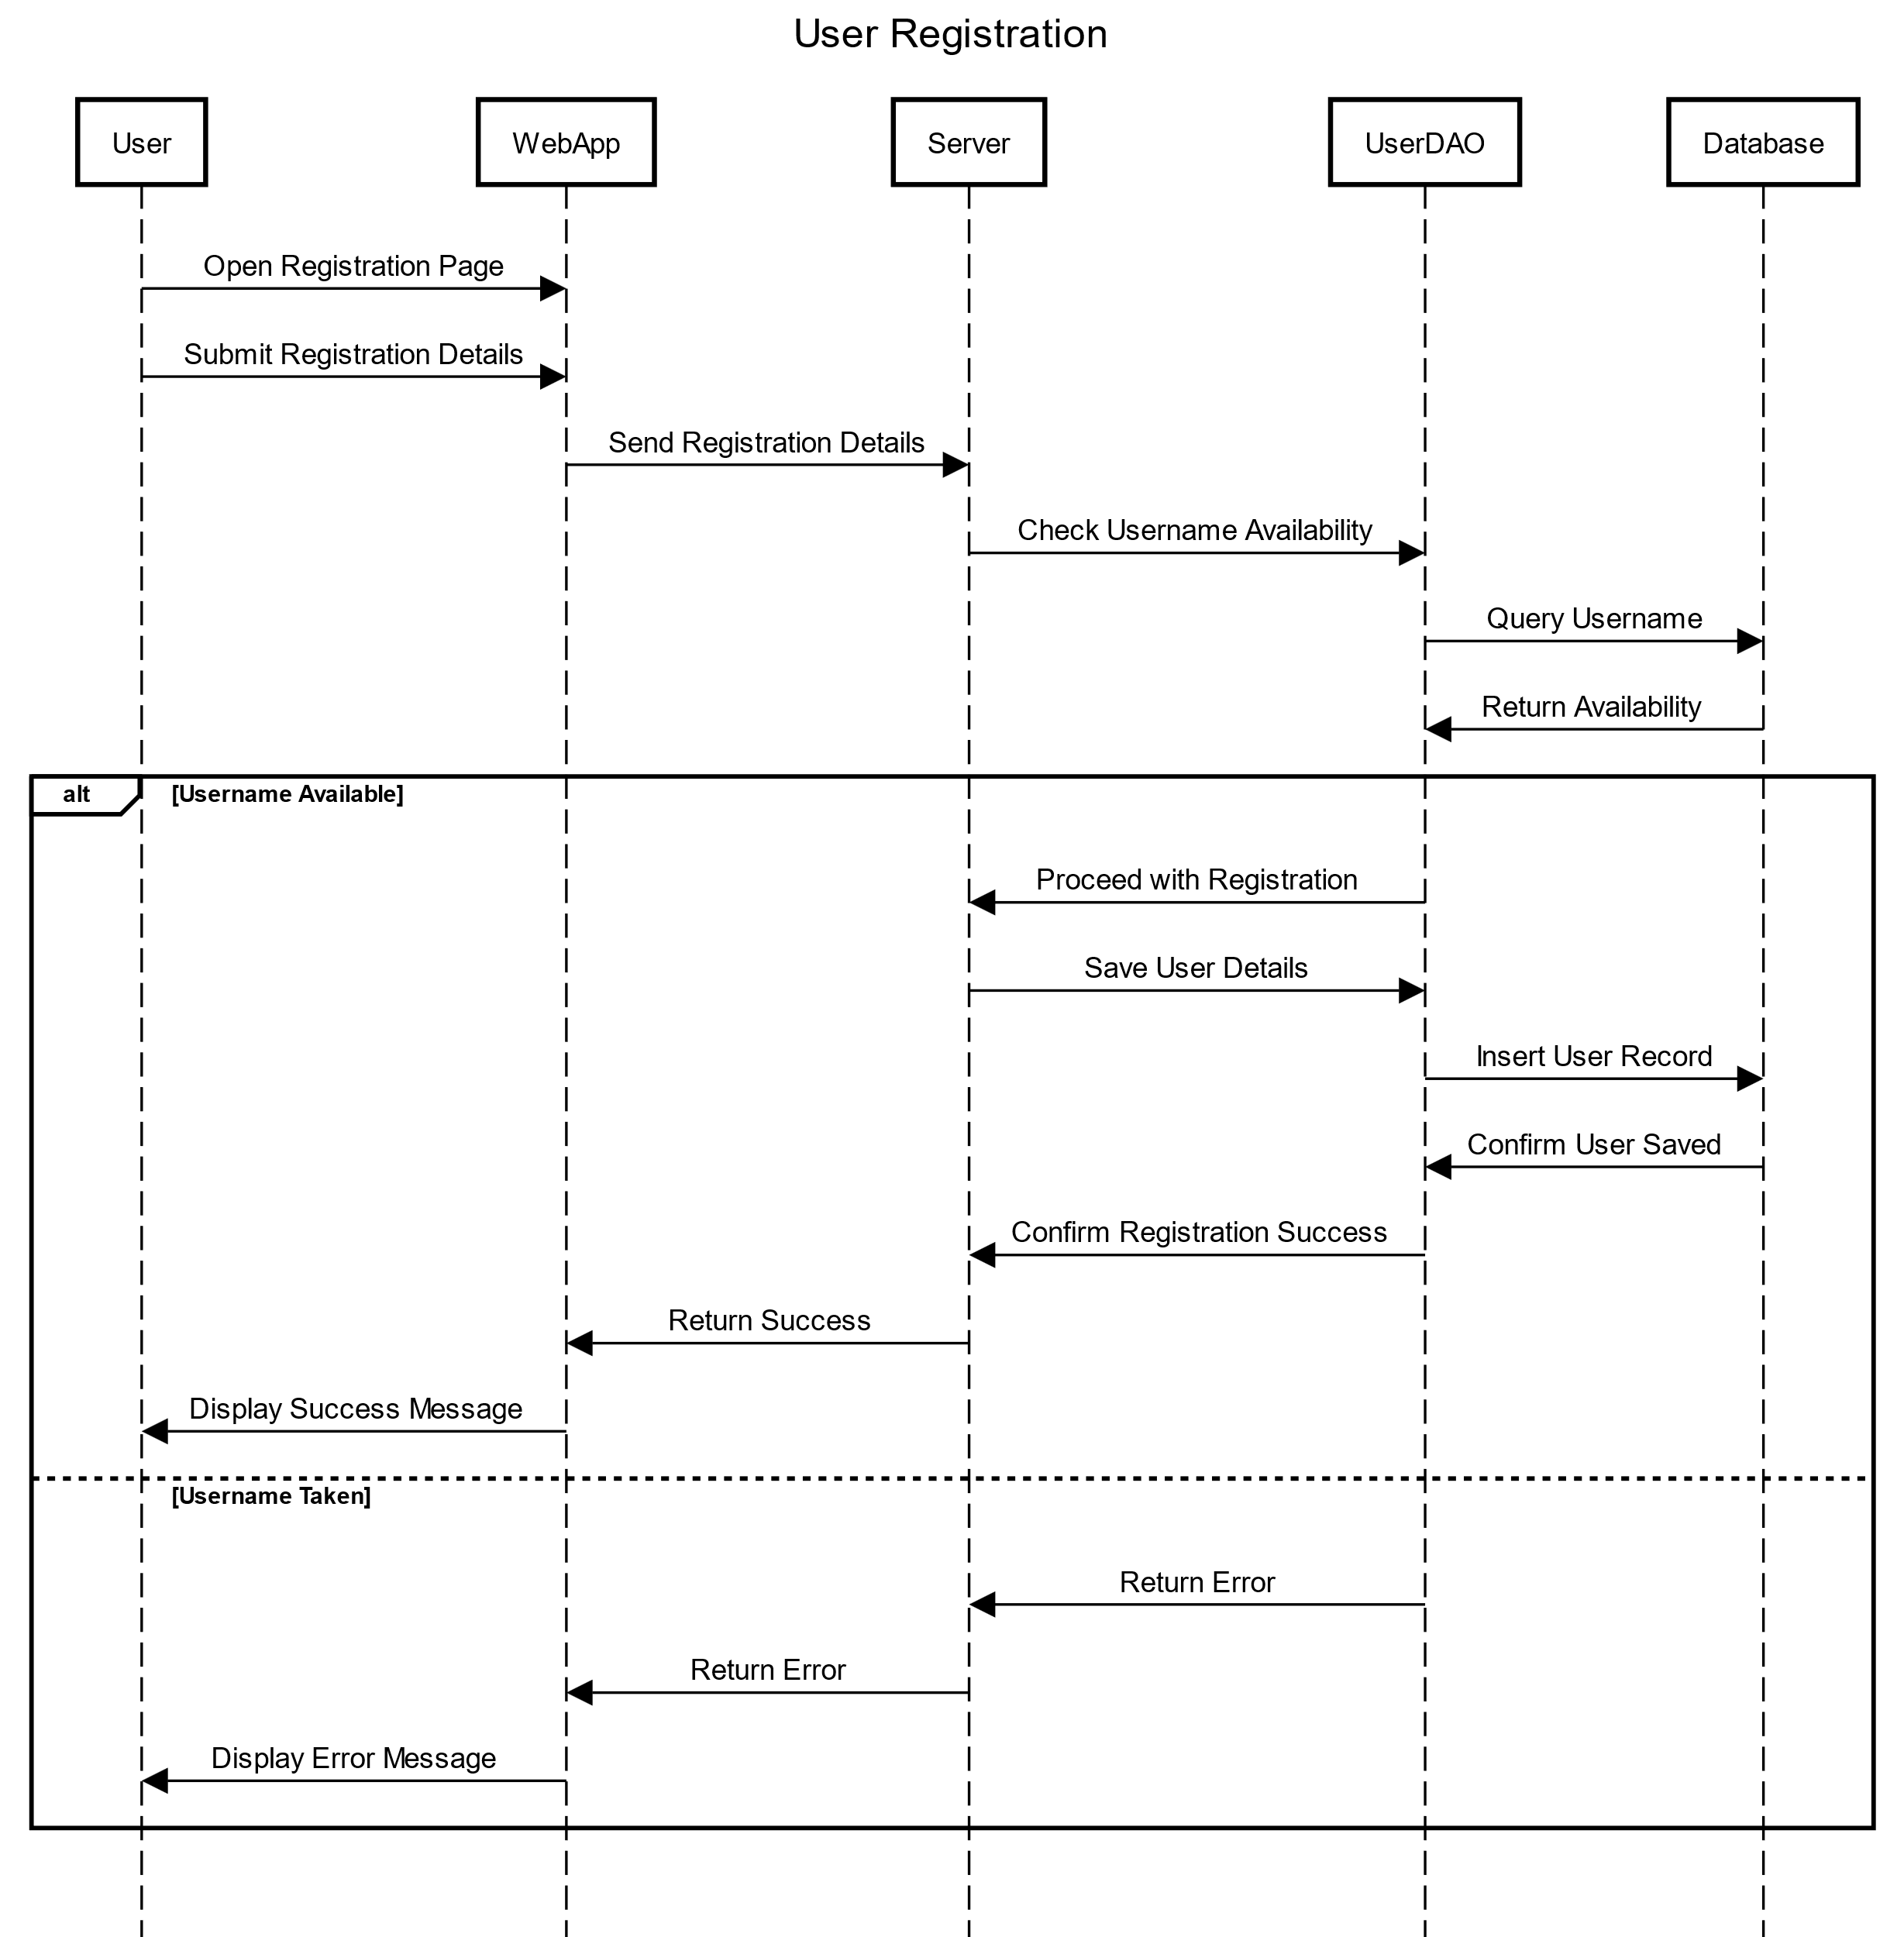 User Registration
User
WebApp
Server
UserDAO
Database
Open Registration Page
Submit Registration Details
Send Registration Details
Check Username Availability
Query Username
Return Availability
alt
[Username Available]
Proceed with Registration
Save User Details
Insert User Record
Confirm User Saved
Confirm Registration Success
Return Success
Display Success Message
[Username Taken]
Return Error
Return Error
Display Error Message